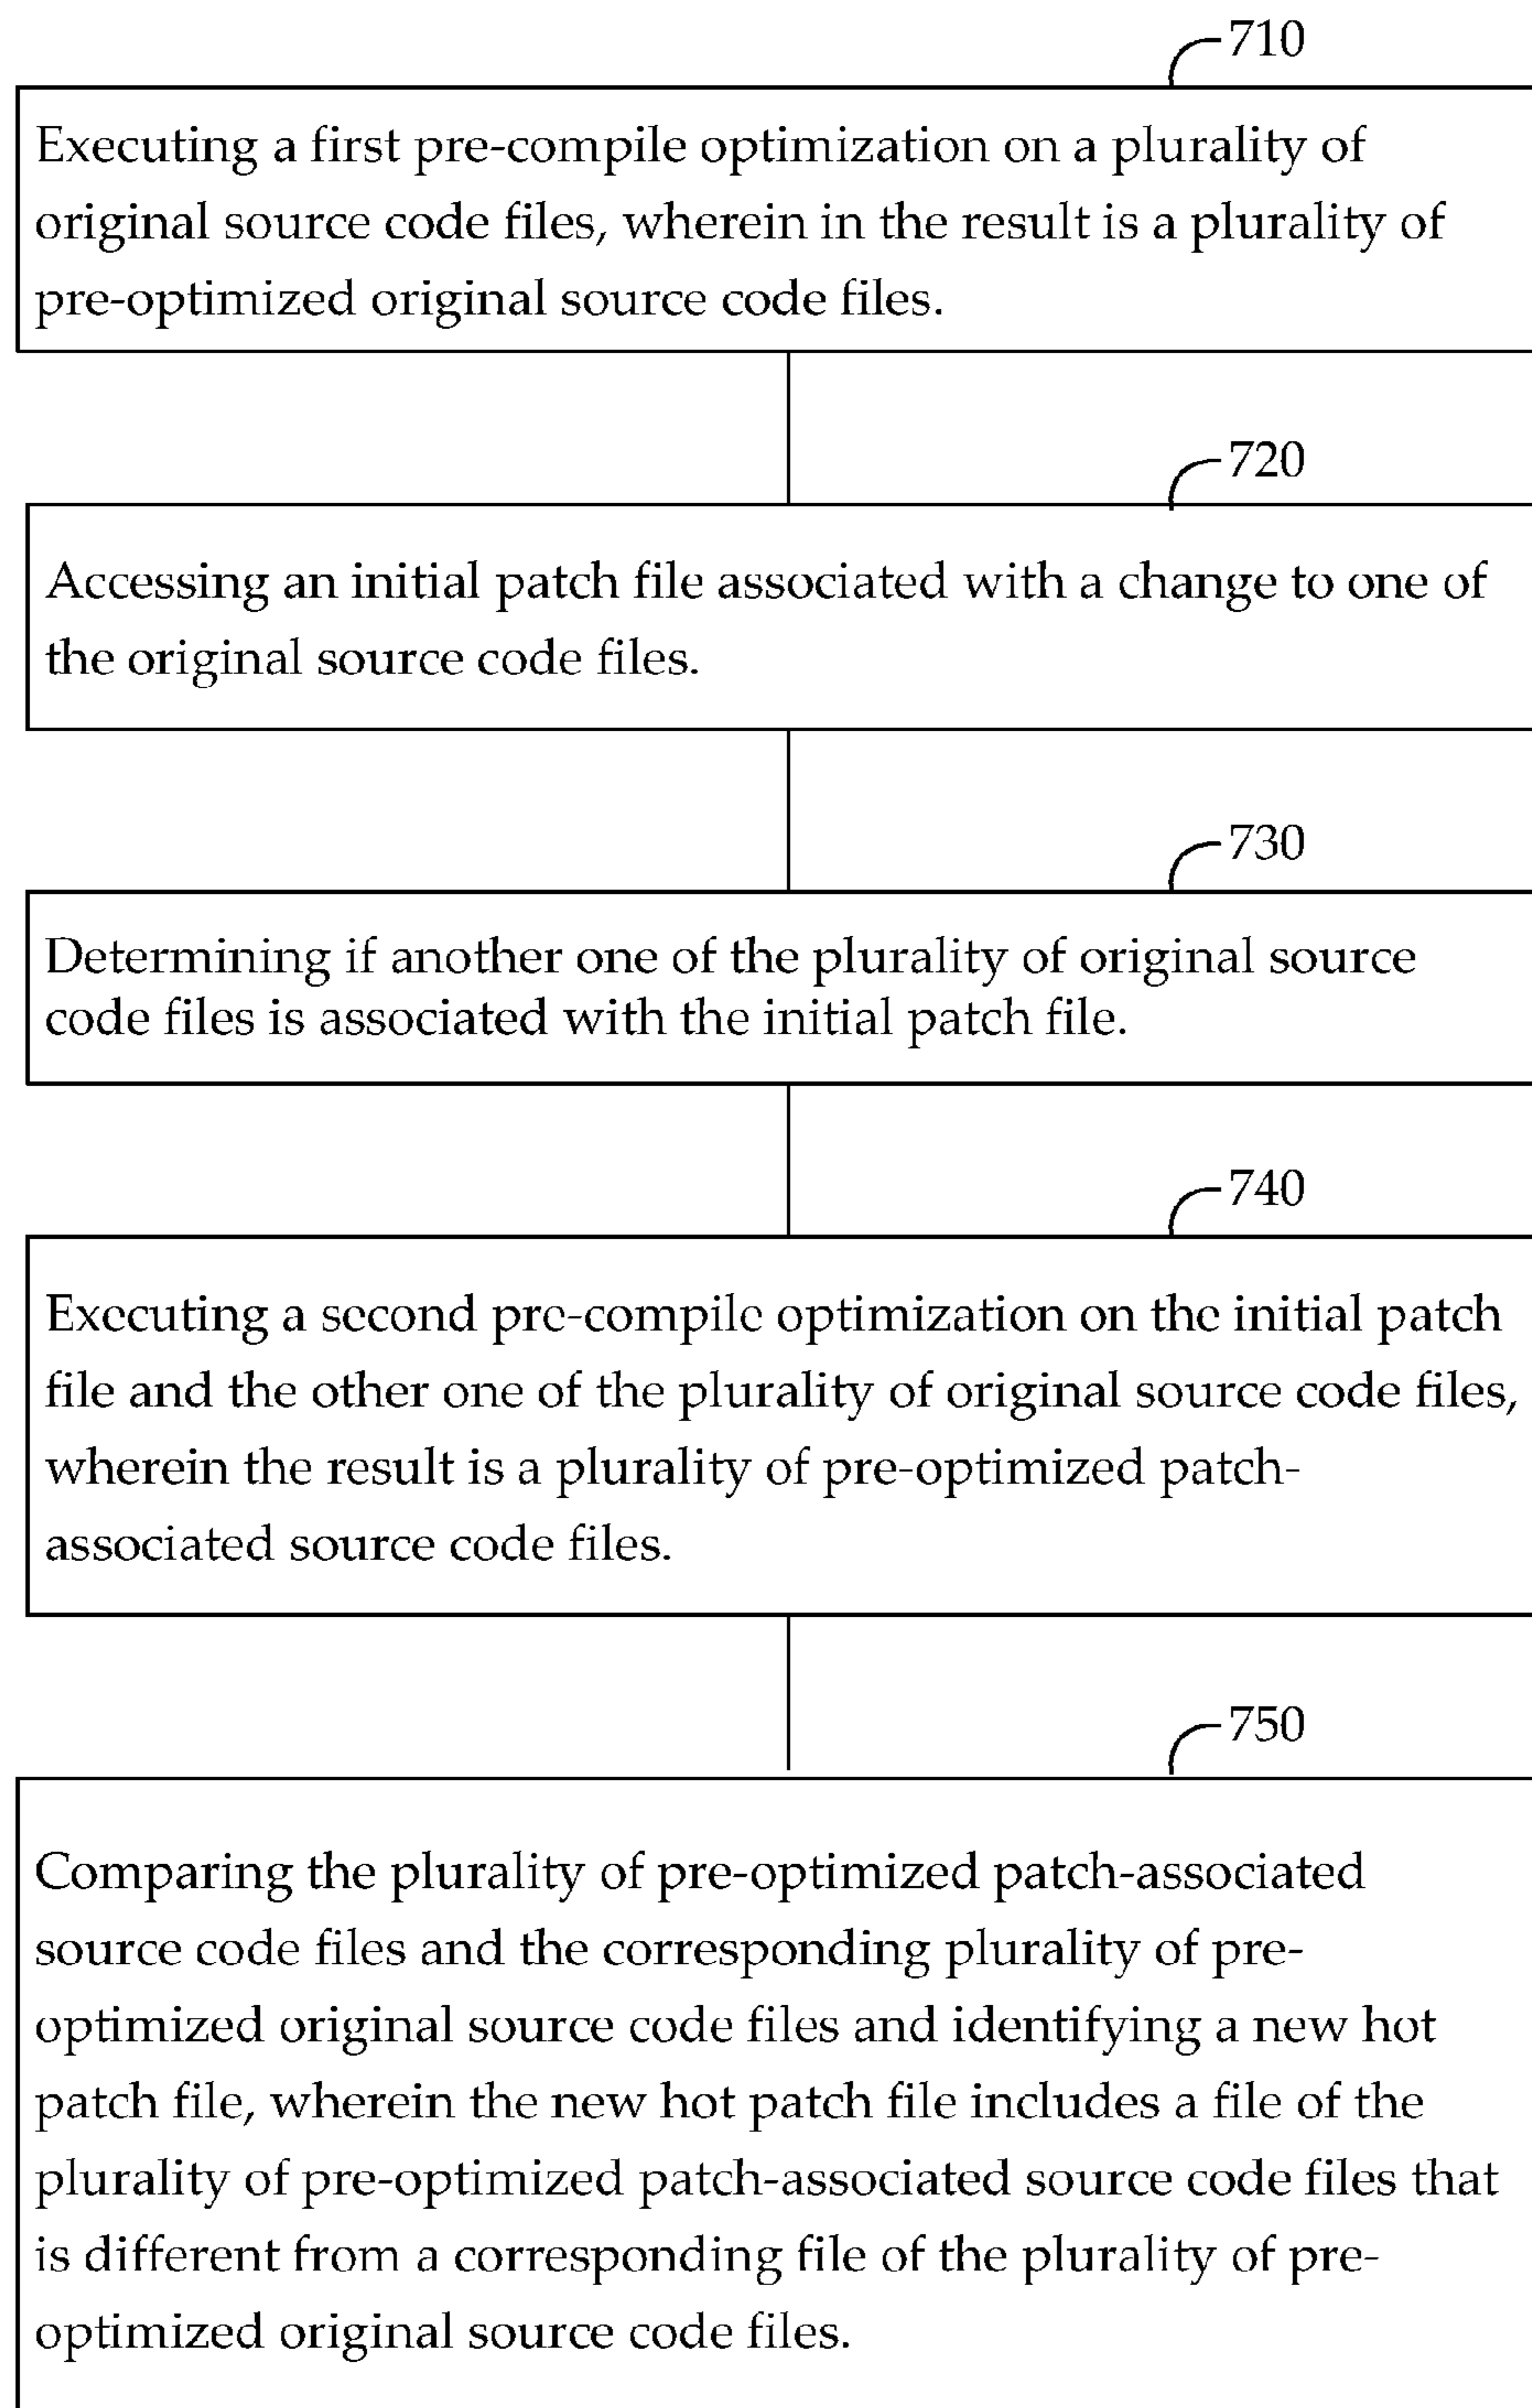 710
Executing a first pre-compile optimization on a plurality of
original source code files, wherein in the result is a plurality of
pre-optimized original source code files.
720
Accessing an initial patch file associated with a change to one of
the original source code files.
730
Determining if another one of the plurality of original source
code files is associated with the initial patch file.
740
Executing a second pre-compile optimization on the initial patch
file and the other one of the plurality of original source code files,
wherein the result is a plurality of pre-optimized patch-
associated source code files.
750
Comparing the plurality of pre-optimized patch-associated
source code files and the corresponding plurality of pre-
optimized original source code files and identifying a new hot
patch file, wherein the new hot patch file includes a file of the
plurality of pre-optimized patch-associated source code files that
is different from a corresponding file of the plurality of pre-
optimized original source code files.